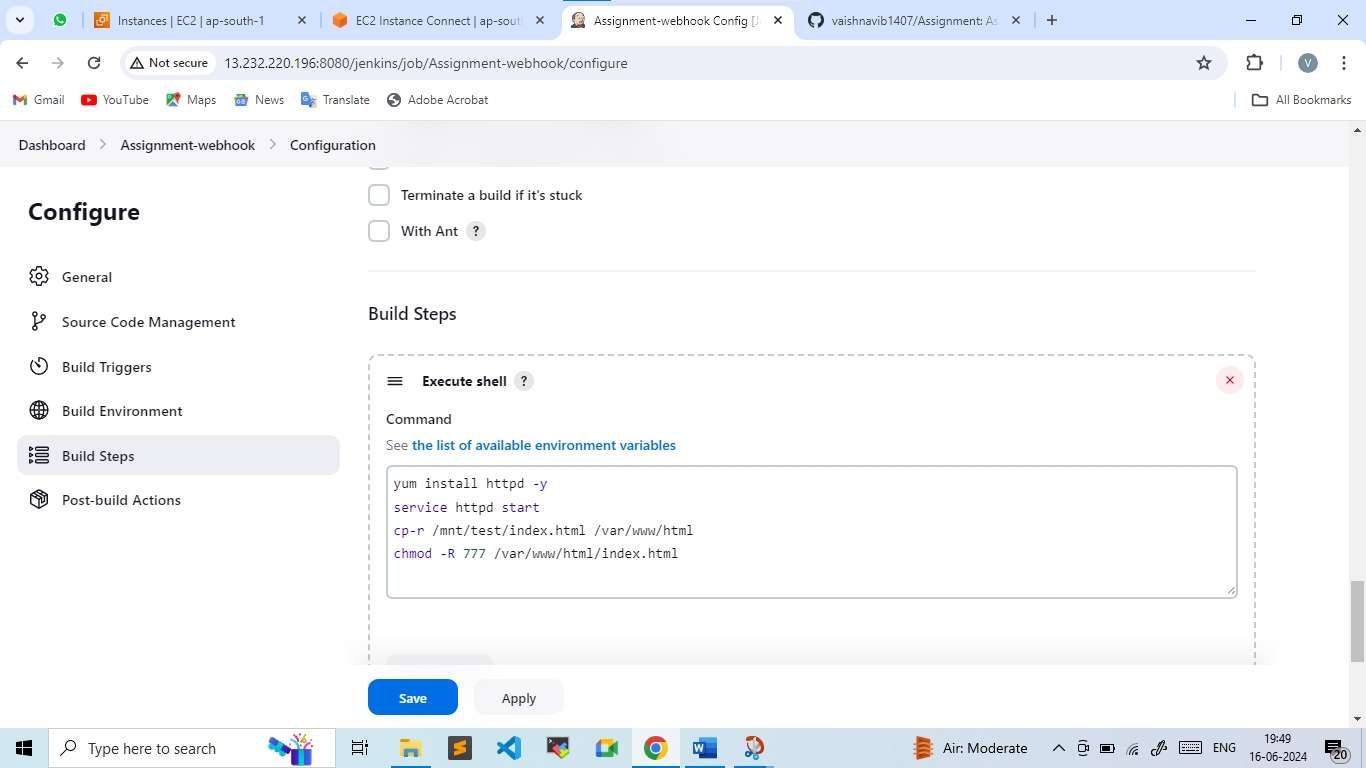 Instances | EC2 | ap-south-1
EC2 Instance Connect | ap-sout
Assignment-webhook Config [J
vaishnavib1407/Assignment: As
Not secure
13.232.220.196:8080/jenkins/job/Assignment-webhook/configure
V
Gmail
YouTube
Maps
News
Translate
Adobe Acrobat
All Bookmarks
Dashboard
Assignment-webhook
Configuration
Configure
General
Source Code Management
Build Triggers
Build Environment
Build Steps
Post-build Actions
Terminate a build if it's stuck
With Ant ?
Build Steps
Execute shell ?
Command
See the list of available environment variables
yum install httpd -y
service httpd start
cp-r /mnt/test/index.html /var/www/html
chmod -R 777 /var/www/html/index.html
Save
Apply
Type here to search
Air: Moderate
ENG
19:49
16-06-2024
20